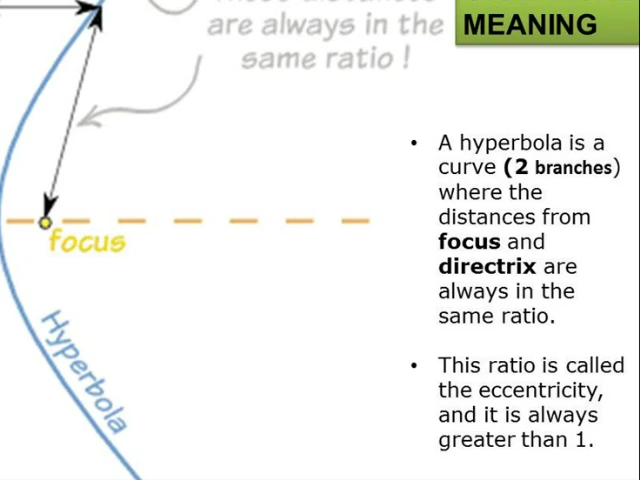 are always in the
same ratio !
MEANING
focus
Hyperbola
• A hyperbola is a
curve (2 branches)
where the
distances from
focus and
directrix are
always in the
same ratio.
• This ratio is called
the eccentricity,
and it is always
greater than 1.